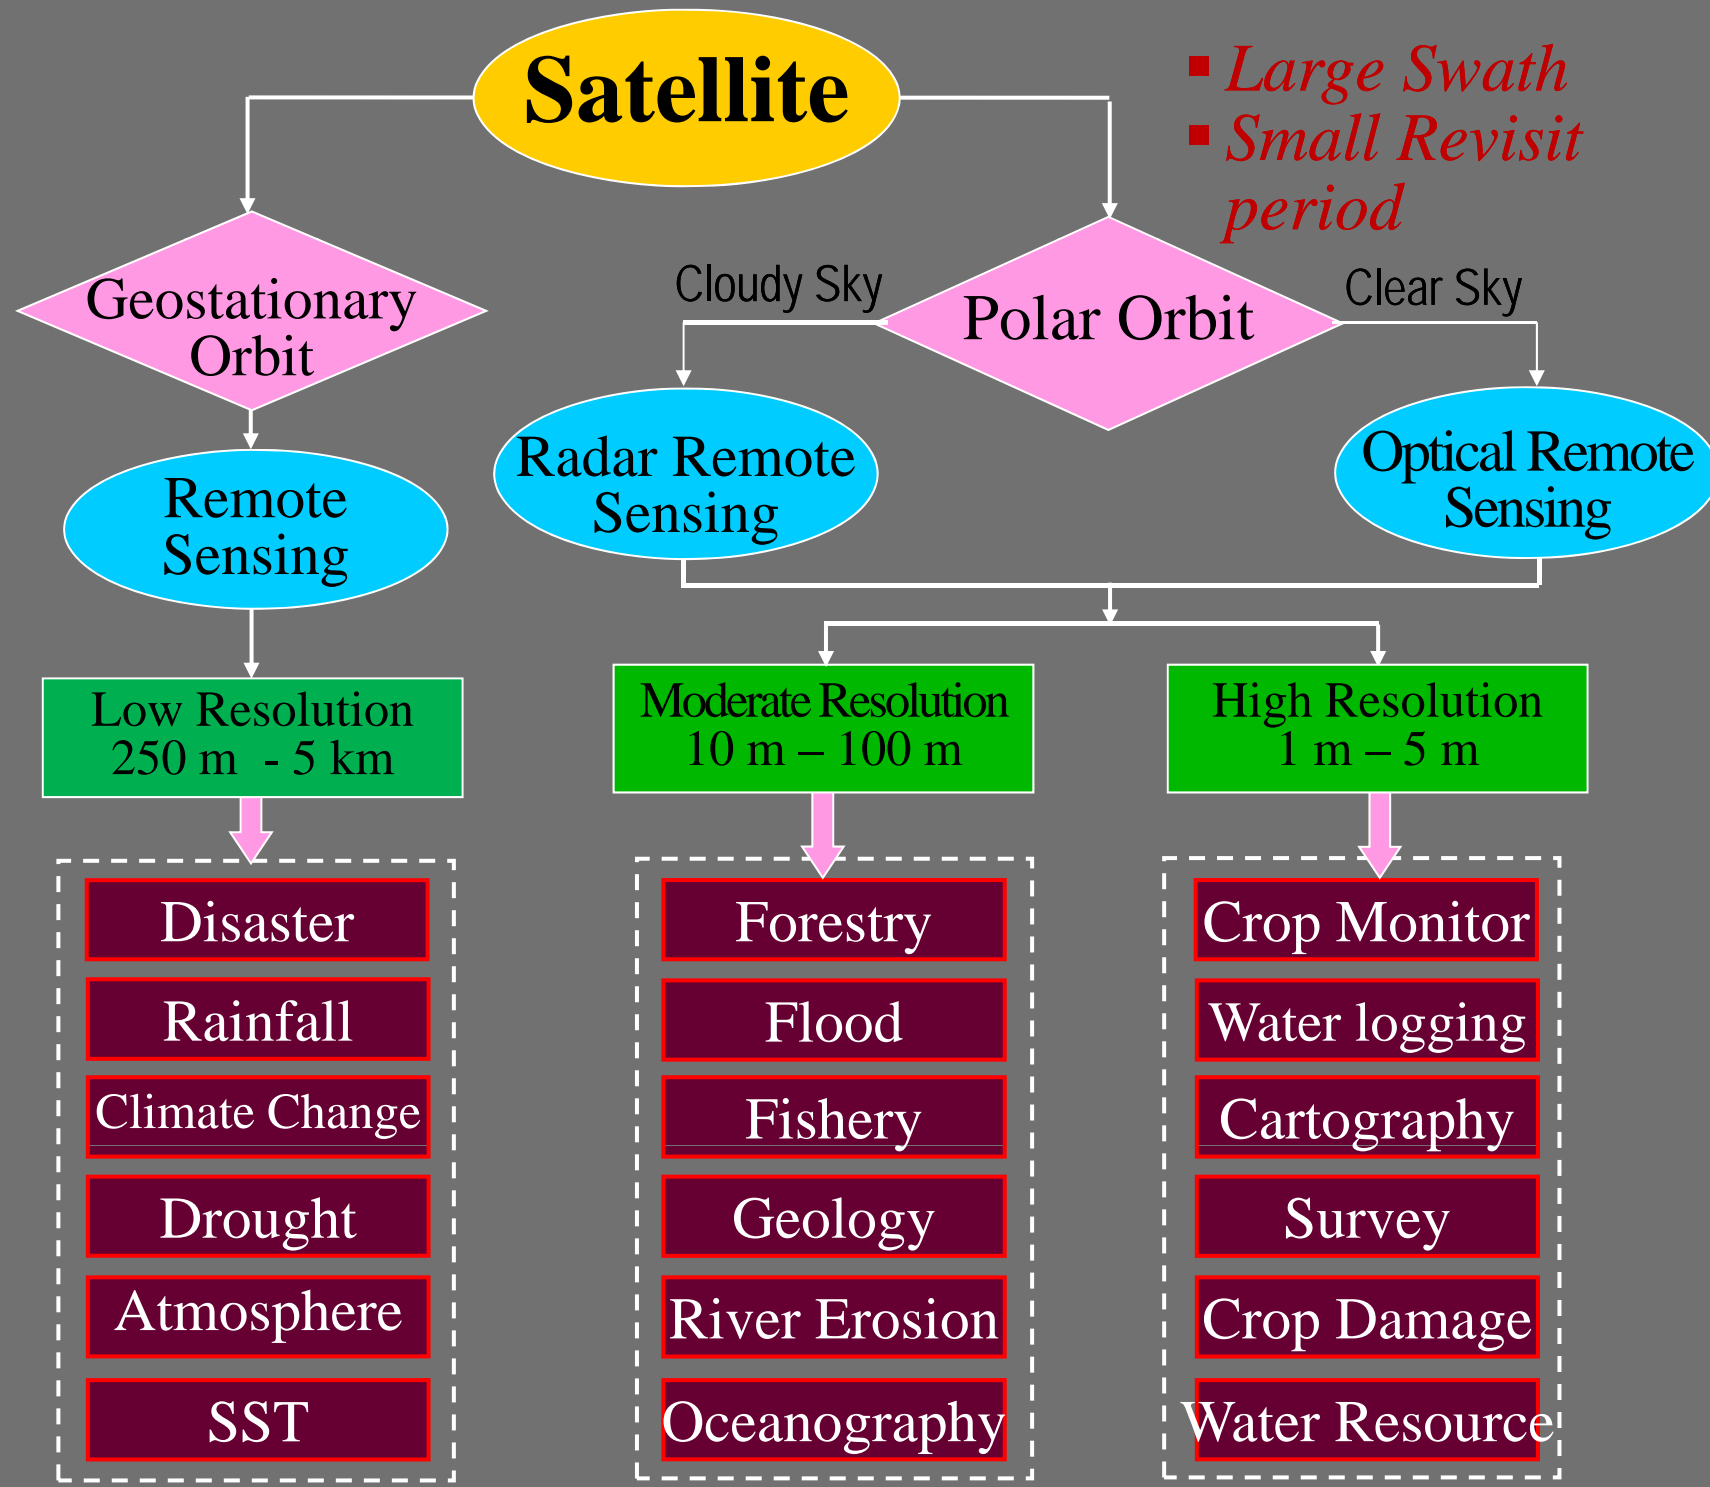 Satellite
▪ Large Swath
▪ Small Revisit
period
Geostationary
Orbit
Cloudy Sky
Polar Orbit
Clear Sky
Remote
Sensing
Radar Remote
Sensing
Optical Remote
Sensing
Low Resolution
250 m - 5 km
Moderate Resolution
10 m – 100 m
High Resolution
1 m – 5 m
Disaster
Rainfall
Climate Change
Drought
Atmosphere
SST
Forestry
Flood
Fishery
Geology
River Erosion
Oceanography
Crop Monitor
Water logging
Cartography
Survey
Crop Damage
Water Resource